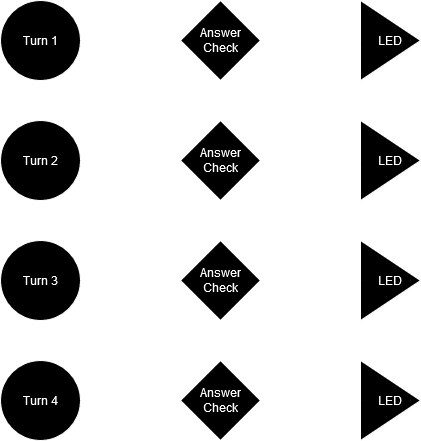 Turn 1
Answer
Check
LED
Turn 2
Answer
Check
LED
Turn 3
Answer
Check
LED
Turn 4
Answer
Check
LED